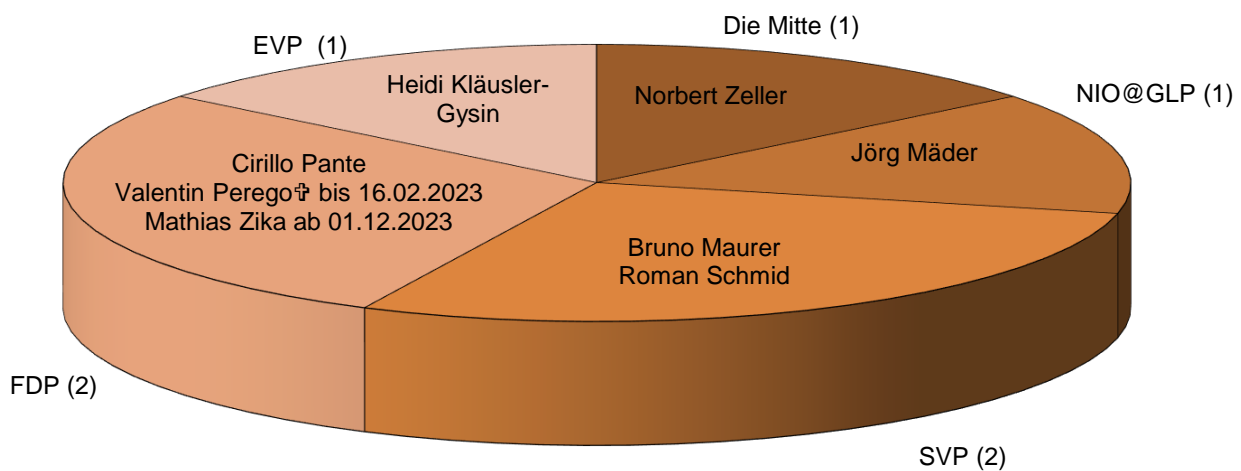 Die Mitte (1)
EVP  (1)
Heidi Kläusler-
Gysin
Norbert Zeller
NIO@GLP (1)
Jörg Mäder
Cirillo Pante
Valentin Perego✞ bis 16.02.2023
Mathias Zika ab 01.12.2023
Bruno Maurer
Roman Schmid
FDP (2)
SVP (2)